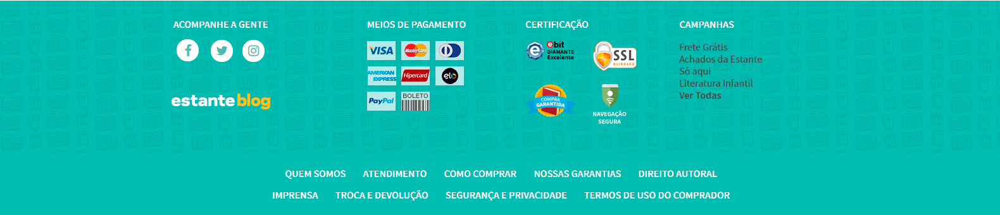 ACOMPANHE A GENTE
estante blog
MEIOS DE PAGAMENTO
VISA
MasterCard
AMERICAN
EXPRESS
Hipercard
elo
PayPal
BOLETO
CERTIFICAÇÃO
e ebit
DIAMANTE
Excelente
SSL
BLINDADO
COMPRA
GARANTIDA
NAVEGAÇÃO
SEGURA
CAMPANHAS
Frete Grátis
Achados da Estante
Só aqui
Literatura Infantil
Ver Todas
QUEM SOMOS ATENDIMENTO COMO COMPRAR NOSSAS GARANTIAS DIREITO AUTORAL
IMPRENSA TROCA E DEVOLUÇÃO SEGURANÇA E PRIVACIDADE TERMOS DE USO DO COMPRADOR